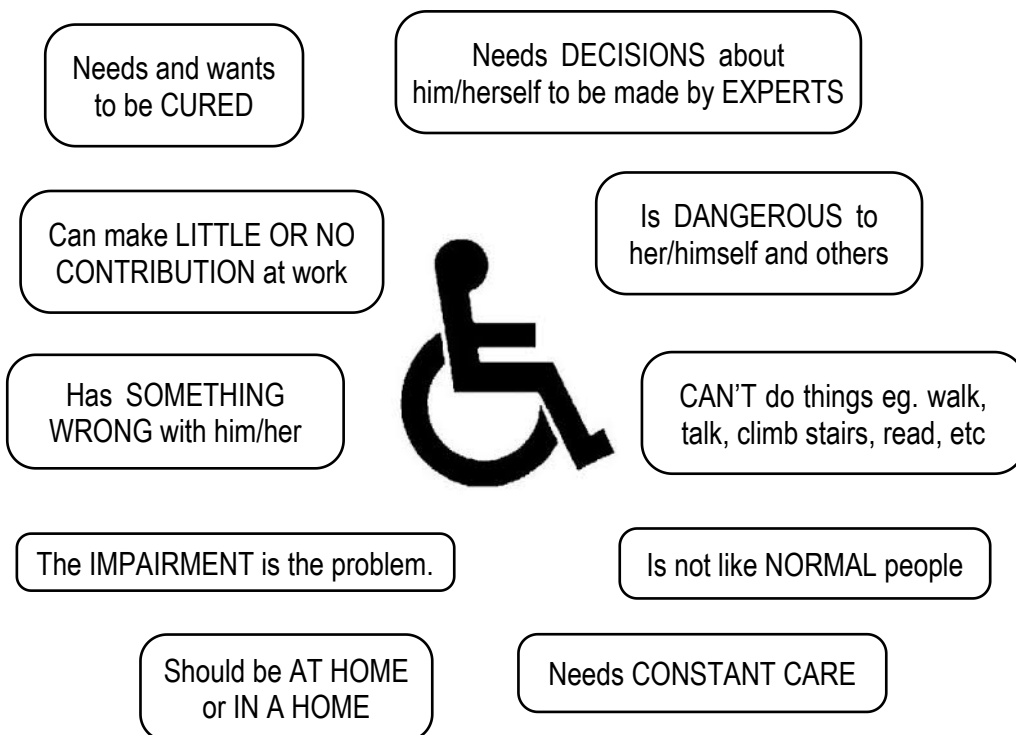 Needs and wants
to be CURED
Needs DECISIONS about
him/herself to be made by EXPERTS
Can make LITTLE OR NO
CONTRIBUTION at work
Is DANGEROUS to
her/himself and others
Has SOMETHING
WRONG with him/her
CAN’T do things eg. walk,
talk, climb stairs, read, etc
The IMPAIRMENT is the problem.
Is not like NORMAL people
Should be AT HOME
or IN A HOME
Needs CONSTANT CARE